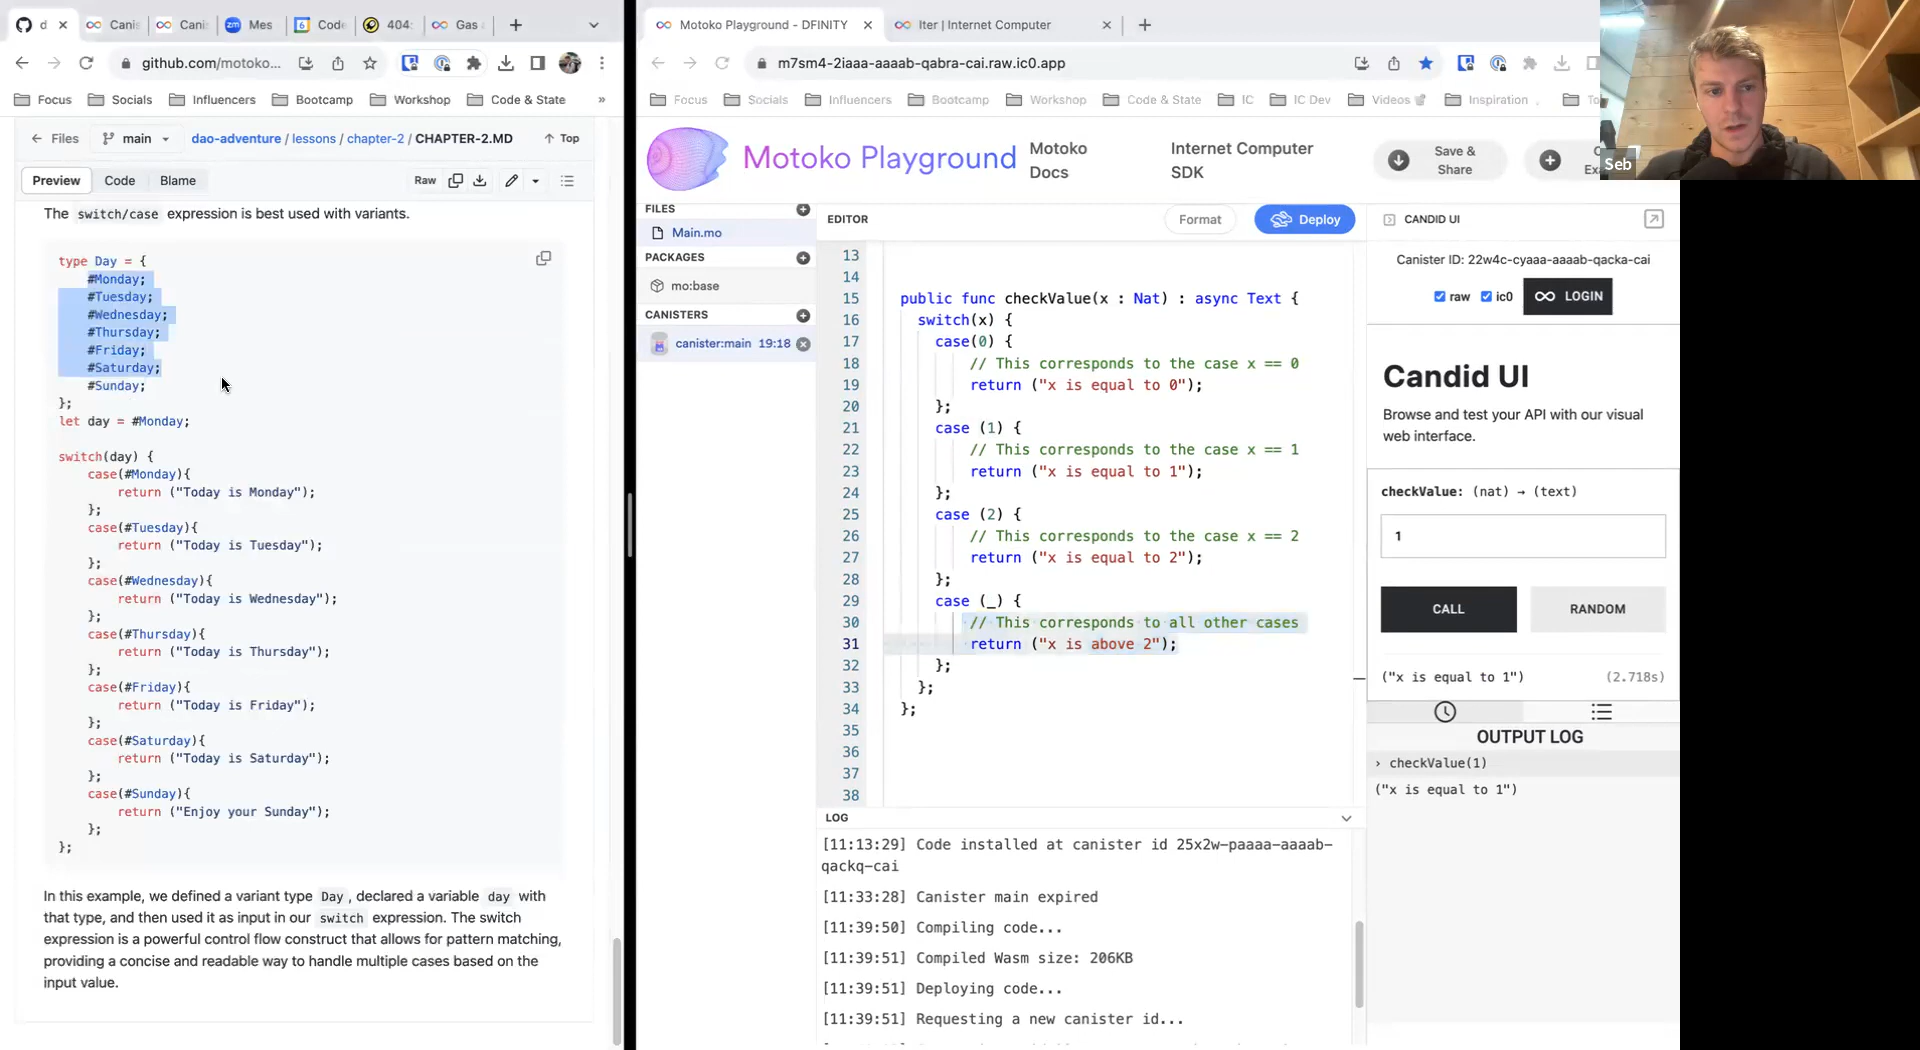 d
Canis
Cani
Mes
Code
404:
Gas
github.com/motoko...
Focus
Socials
Influencers
Bootcamp
Workshop
Code & State
»
Files
main
dao-adventure / lessons / chapter-2 / CHAPTER-2.MD
Top
Preview
Code
Blame
Raw
The switch/case expression is best used with variants.
type Day = {
#Monday;
#Tuesday;
#Wednesday;
#Thursday;
#Friday;
#Saturday;
#Sunday;
};
let day = #Monday;
switch(day) {
case(#Monday){
return ("Today is Monday");
};
case(#Tuesday){
return ("Today is Tuesday");
};
case(#Wednesday){
return ("Today is Wednesday");
};
case(#Thursday){
return ("Today is Thursday");
};
case(#Friday){
return ("Today is Friday");
};
case(#Saturday){
return ("Today is Saturday");
};
case(#Sunday){
return ("Enjoy your Sunday");
};
};
In this example, we defined a variant type Day , declared a variable day with
that type, and then used it as input in our switch expression. The switch
expression is a powerful control flow construct that allows for pattern matching,
providing a concise and readable way to handle multiple cases based on the
input value.
Motoko Playground - DFINITY
Iter | Internet Computer
m7sm4-2iaaa-aaaab-qabra-cai.raw.ic0.app
Focus
Socials
Influencers
Bootcamp
Workshop
Code & State
IC
IC Dev
Videos
Inspiration
Seb
Motoko Playground
Motoko
Docs
Internet Computer
SDK
Save &
Share
FILES
Main.mo
PACKAGES
mo:base
CANISTERS
canister:main 19:18
EDITOR
Format
Deploy
13
14
15 public func checkValue(x : Nat) : async Text {
16 switch(x) {
17 case(0) {
18 // This corresponds to the case x == 0
19 return ("x is equal to 0");
20 };
21 case (1) {
22 // This corresponds to the case x == 1
23 return ("x is equal to 1");
24 };
25 case (2) {
26 // This corresponds to the case x == 2
27 return ("x is equal to 2");
28 };
29 case (_) {
30 // This corresponds to all other cases
31 return ("x is above 2");
32 };
33 };
34 };
35
36
37
38
LOG
[11:13:29] Code installed at canister id 25x2w-paaaa-aaaab-
qackq-cai
[11:33:28] Canister main expired
[11:39:50] Compiling code...
[11:39:51] Compiled Wasm size: 206KB
[11:39:51] Deploying code...
[11:39:51] Requesting a new canister id...
CANDID UI
Canister ID: 22w4c-cyaaa-aaaab-qacka-cai
raw
ic0
LOGIN
Candid UI
Browse and test your API with our visual
web interface.
checkValue: (nat) → (text)
1
CALL
RANDOM
("x is equal to 1")
(2.718s)
OUTPUT LOG
› checkValue(1)
("x is equal to 1")